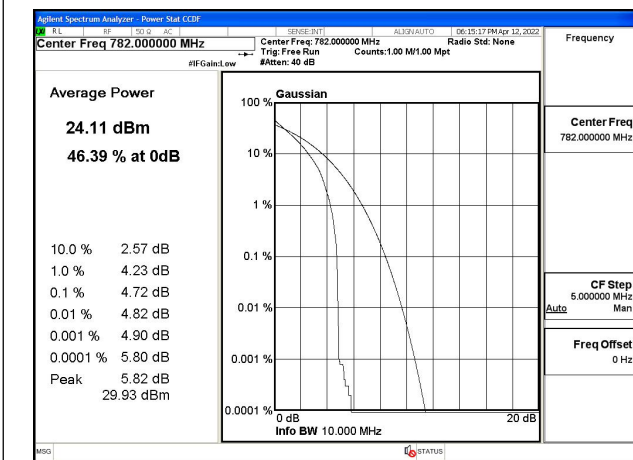 Agilent Spectrum Analyzer - Power Stat CCDF
LXI RL RF 50 Ω AC SENSE:INT ALIGN AUTO 06:15:17 PM Apr 12, 2022
Center Freq 782.000000 MHz
Center Freq: 782.000000 MHz Radio Std: None
Trig: Free Run Counts:1.00 M/1.00 Mpt
#IFGain:Low #Atten: 40 dB
Frequency
Average Power
24.11 dBm
46.39 % at 0dB
10.0 % 2.57 dB
1.0 % 4.23 dB
0.1 % 4.72 dB
0.01 % 4.82 dB
0.001 % 4.90 dB
0.0001 % 5.80 dB
Peak 5.82 dB
29.93 dBm
Gaussian
100 %
10 %
1 %
0.1 %
0.01 %
0.001 %
0.0001 %
0 dB 20 dB
Info BW 10.000 MHz
Center Freq
782.000000 MHz
CF Step
5.000000 MHz
Auto Man
Freq Offset
0 Hz
MSG STATUS